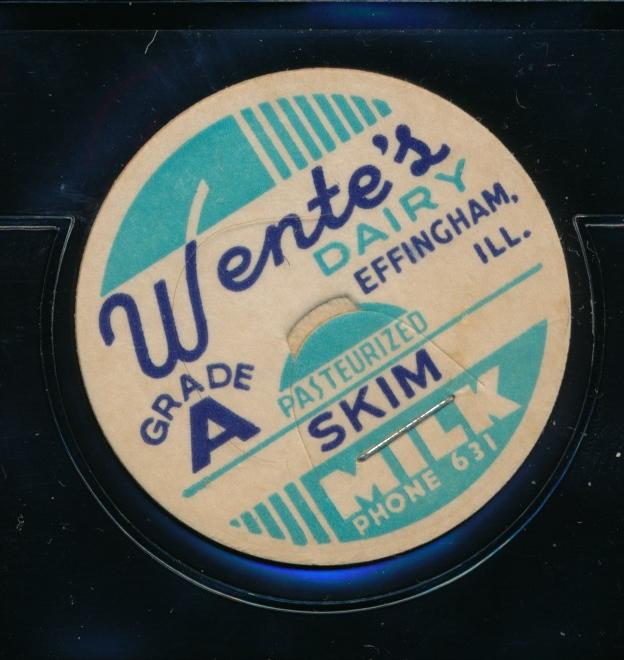 Wente's
DAIRY
EFFINGHAM,
ILL.
GRADE
A
PASTEURIZED
SKIM
MILK
PHONE 631